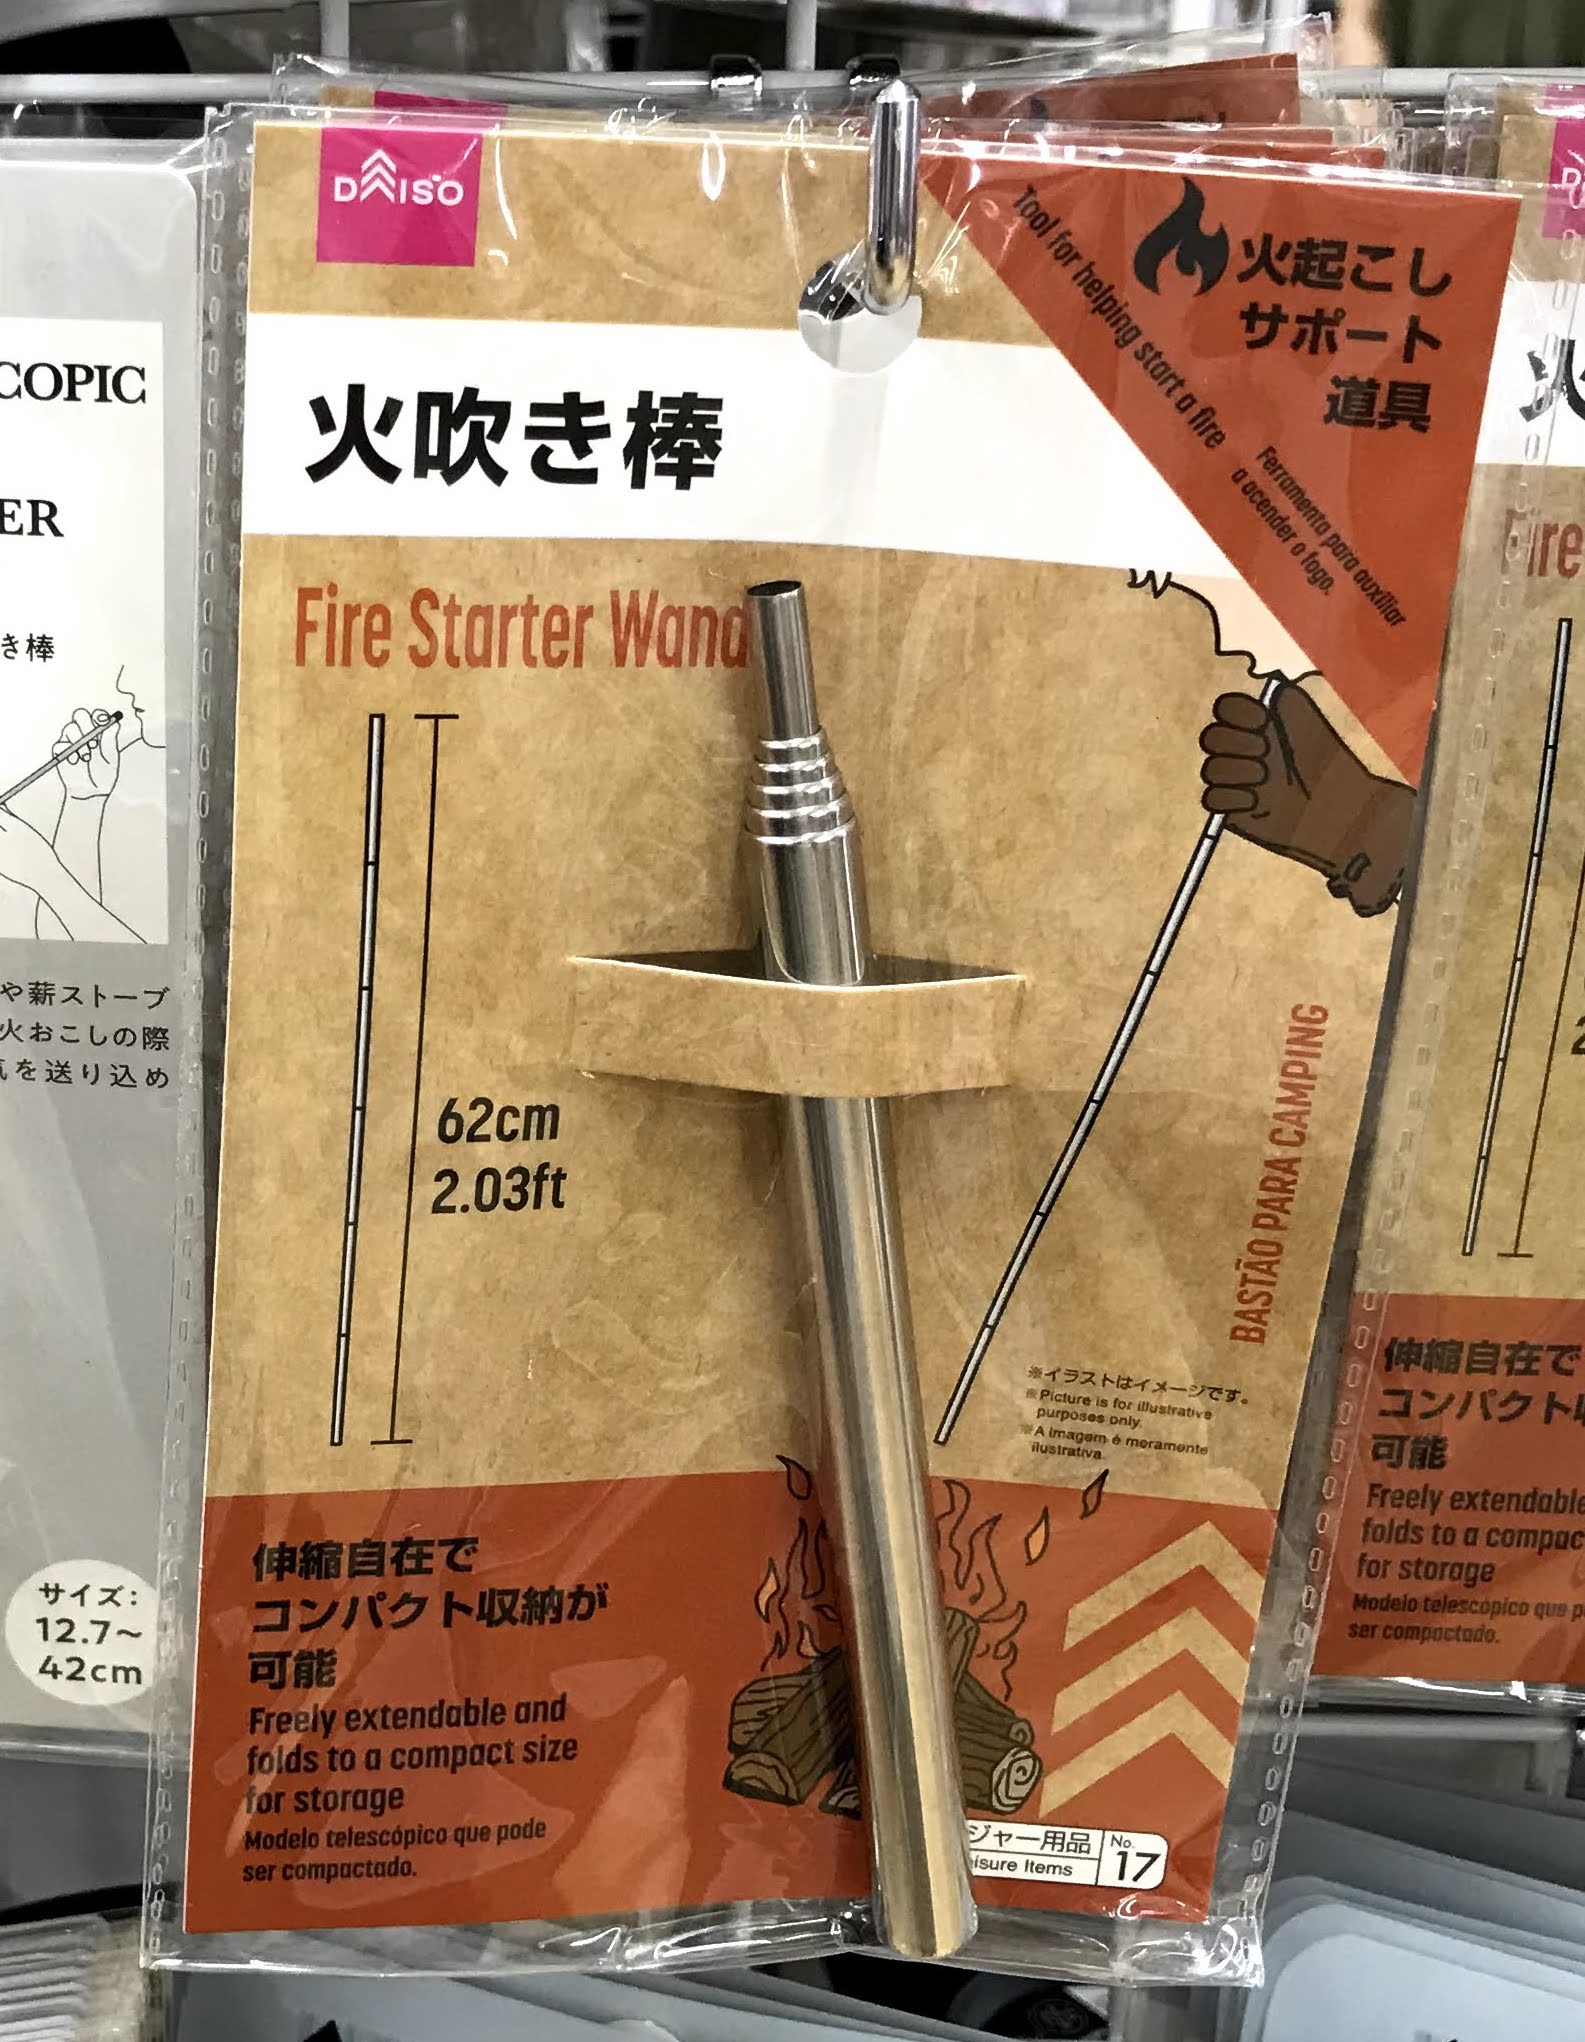 DAISO
火起こし
サポート
道具
Tool for helping start a fire
Ferramenta para auxiliar
a acender o fogo.
火吹き棒
Fire Starter Wand
62cm
2.03ft
BASTÃO PARA CAMPING
※イラストはイメージです。
※Picture is for illustrative
purposes only.
※A imagem é meramente
ilustrativa.
伸縮自在で
コンパクト収納が
可能
Freely extendable and
folds to a compact size
for storage
Modelo telescópico que pode
ser compactado.
ジャー用品
isure Items
No.
17
COPIC
ER
き棒
や薪ストーブ
火おこしの際
を送り込め
サイズ:
12.7～
42cm
火
Fire
2
伸縮自在で
コンパクト
可能
Freely extendable
folds to a compac
for storage
Modelo telescópico que p
ser compactado.